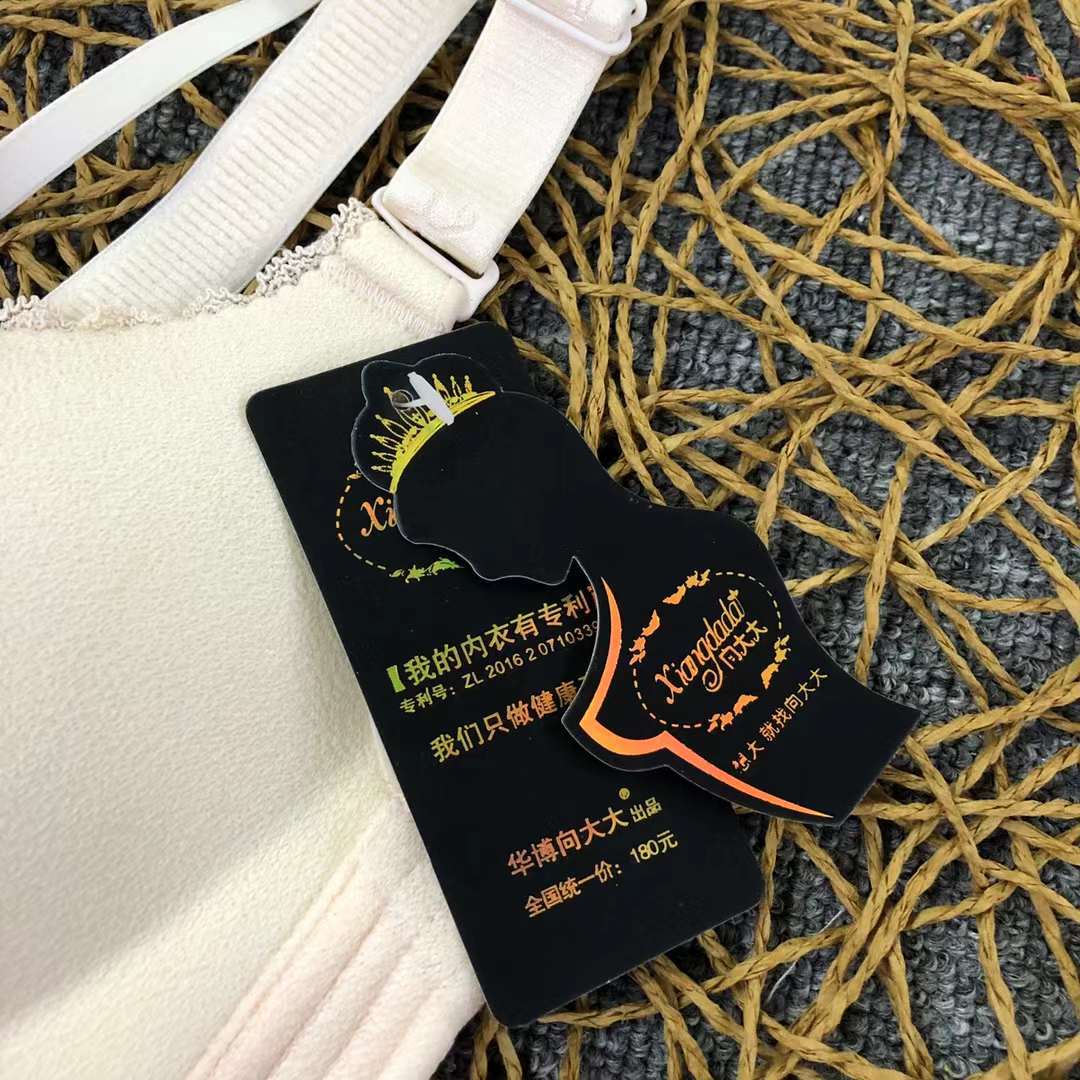 我的内衣有专利
专利号：ZL 2016 2 0710339
我们只做健康
华博向大大® 出品
全国统一价：180元
Xiangdada
向大大
想大 就找向大大